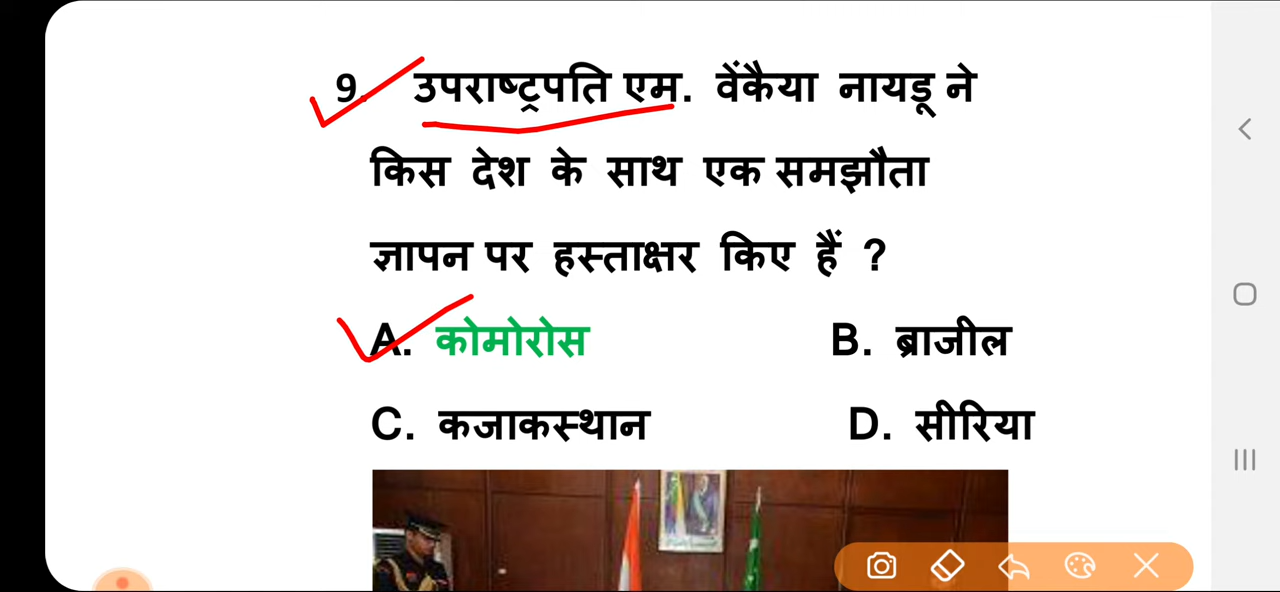 9. उपराष्ट्रपति एम. वेंकैया नायडू ने
किस देश के साथ एक समझौता
ज्ञापन पर हस्ताक्षर किए हैं ?
A. कोमोरोस B. ब्राजील
C. कजाकस्थान D. सीरिया